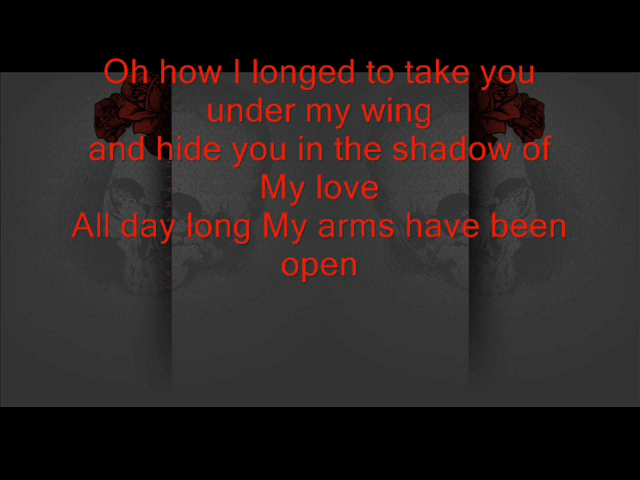 Oh how I longed to take you
under my wing
and hide you in the shadow of
My love
All day long My arms have been
open